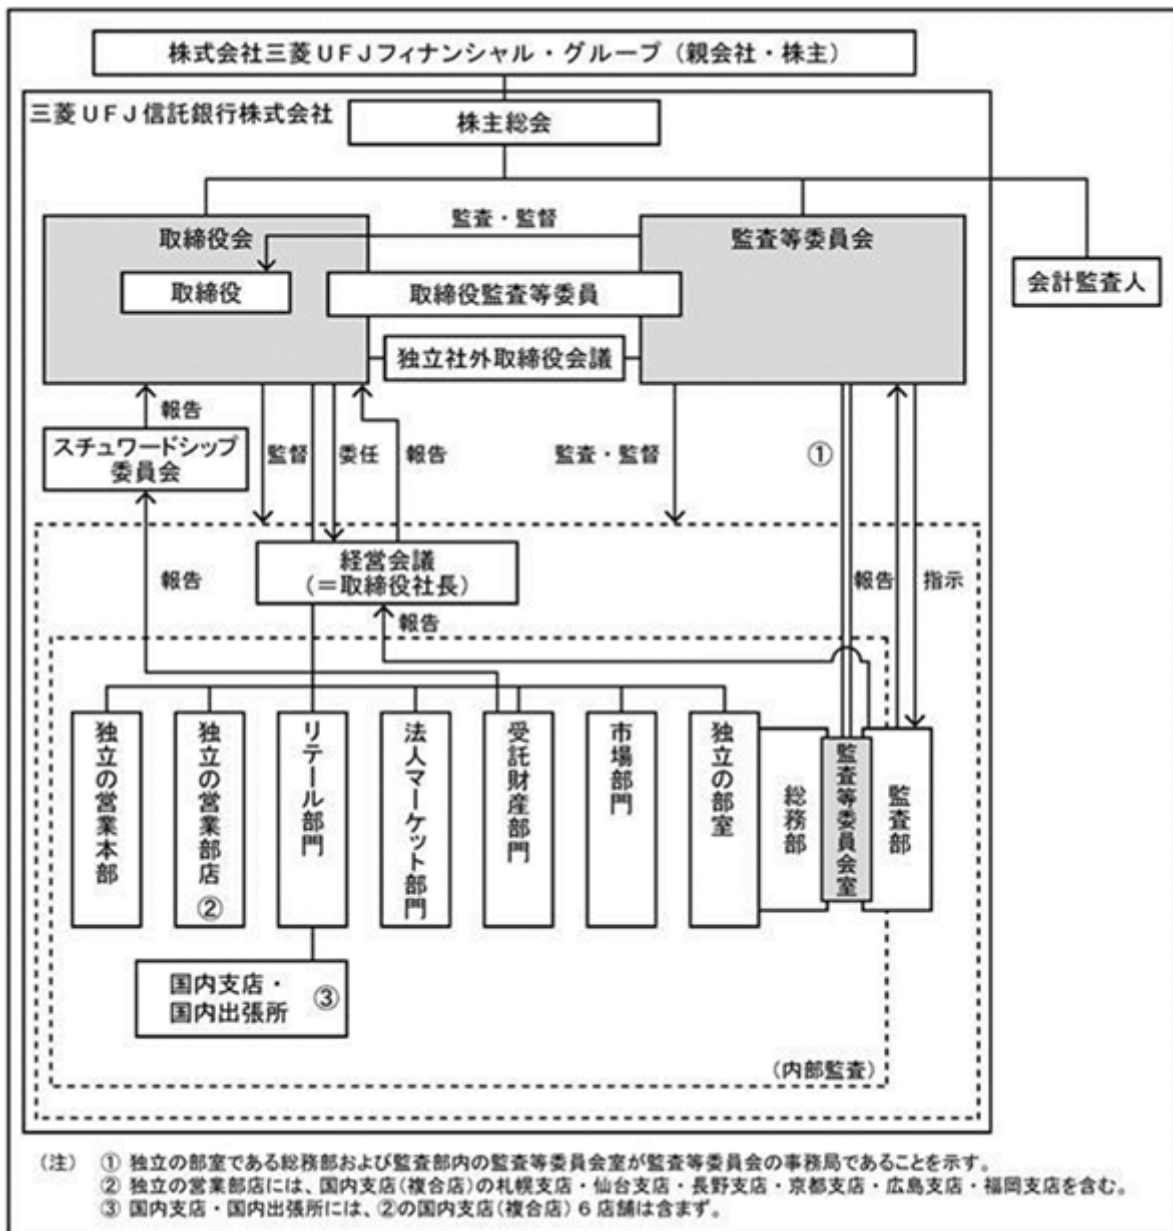 株式会社三菱UFJフィナンシャル・グループ（親会社・株主）
三菱UFJ信託銀行株式会社
株主総会
取締役会
監査・監督
監査等委員会
取締役
取締役監査等委員
会計監査人
独立社外取締役会議
報告
スチュワードシップ
委員会
監督
委任
報告
監査・監督
①
報告
経営会議
（＝取締役社長）
報告
報告
指示
独立の営業本部
独立の営業部店②
リテール部門
法人マーケット部門
受託財産部門
市場部門
独立の部室
総務部
監査等委員会室
監査部
国内支店・
国内出張所
③
（内部監査）
（注） ① 独立の部室である総務部および監査部内の監査等委員会室が監査等委員会の事務局であることを示す。
② 独立の営業部店には、国内支店（複合店）の札幌支店・仙台支店・長野支店・京都支店・広島支店・福岡支店を含む。
③ 国内支店・国内出張所には、②の国内支店（複合店）６店舗は含まず。